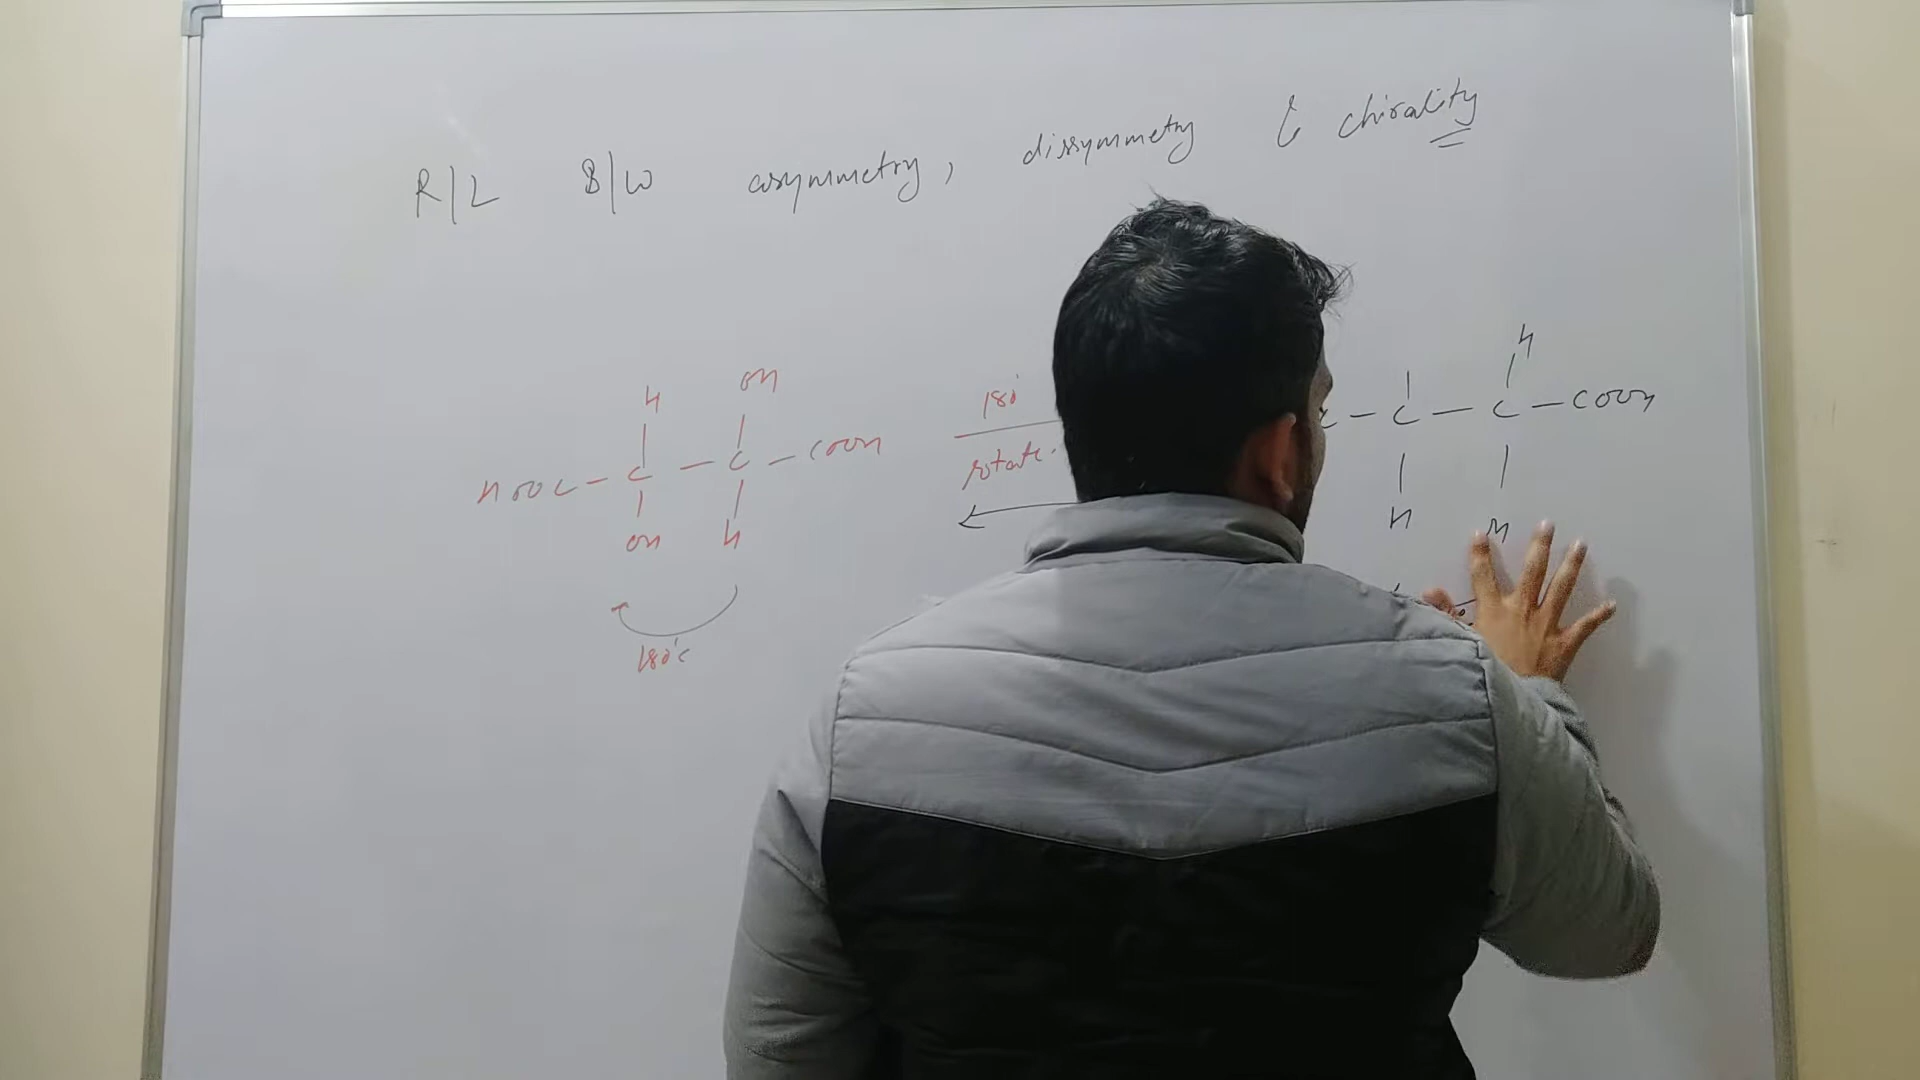 R/L B/W asymmetry, dissymmetry & chirality
H OH
HOOC - C - C - COOH
OH H
180°c
180°
rotate.
H
- C - C - COOH
H